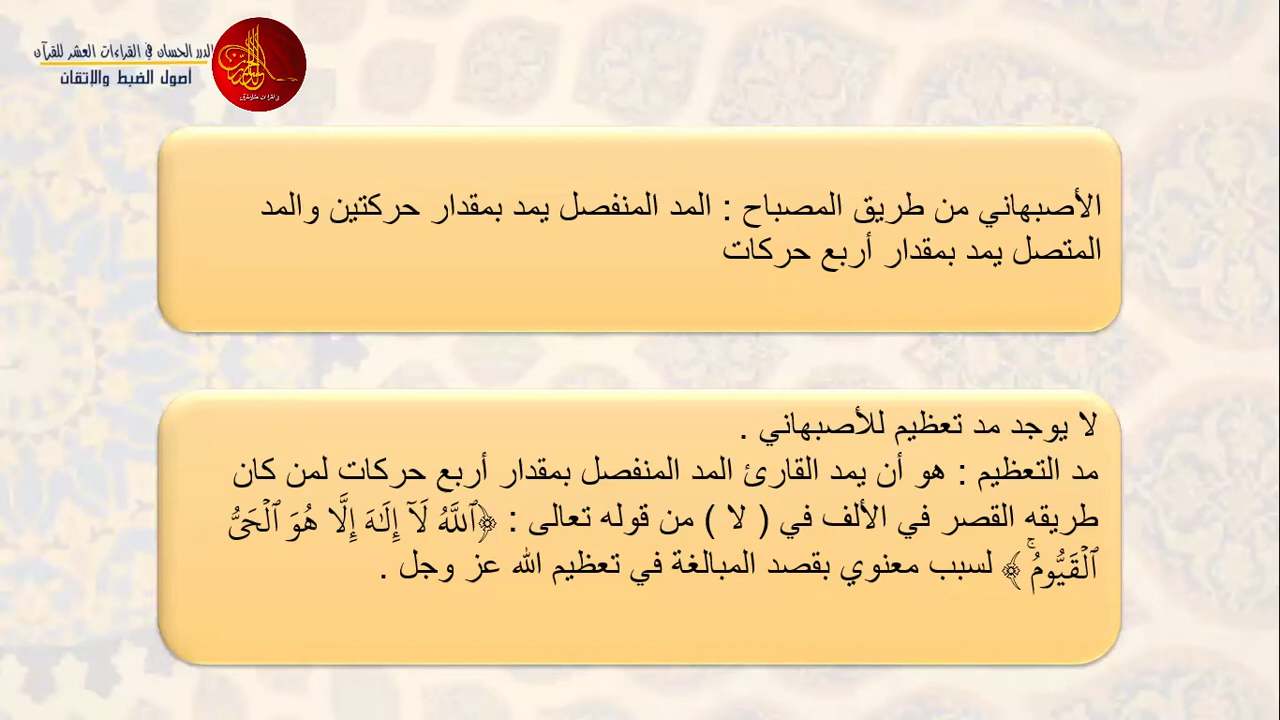 الدرر الحسان في القراءات العشر للقرآن
أصول الضبط والإتقان
الأصبهاني من طريق المصباح : المد المنفصل يمد بمقدار حركتين والمد
المتصل يمد بمقدار أربع حركات
لا يوجد مد تعظيم للأصبهاني .
مد التعظيم : هو أن يمد القارئ المد المنفصل بمقدار أربع حركات لمن كان
طريقه القصر في الألف في ( لا ) من قوله تعالى : ﴿ٱللَّهُ لَآ إِلَٰهَ إِلَّا هُوَ ٱلۡحَيُّ
ٱلۡقَيُّومُۚ ﴾ لسبب معنوي بقصد المبالغة في تعظيم الله عز وجل .